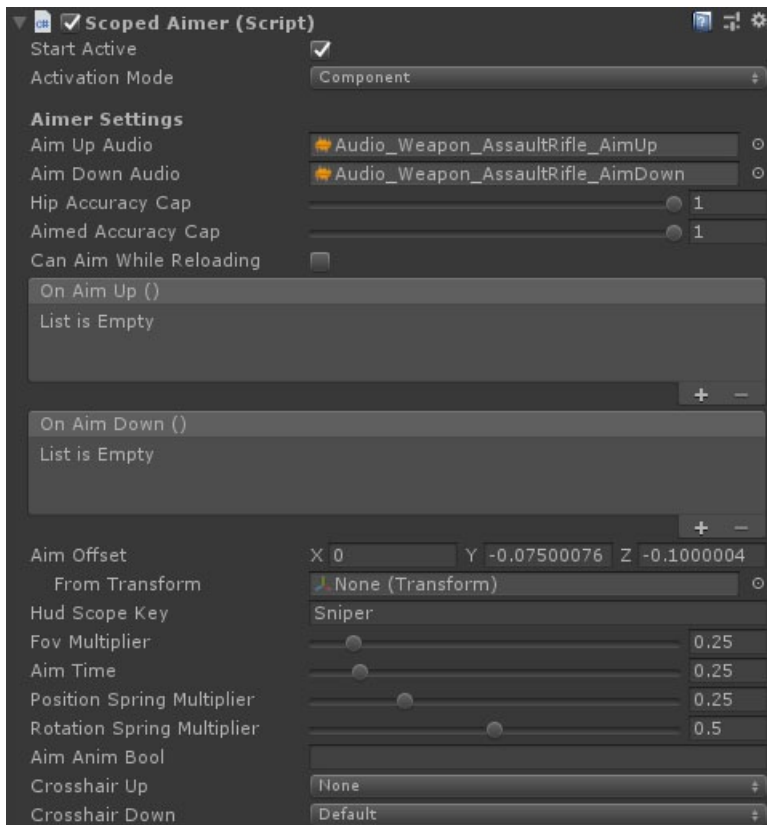 Scoped Aimer (Script)
Start Active
Activation Mode Component
Aimer Settings
Aim Up Audio Audio_Weapon_AssaultRifle_AimUp
Aim Down Audio Audio_Weapon_AssaultRifle_AimDown
Hip Accuracy Cap 1
Aimed Accuracy Cap 1
Can Aim While Reloading
On Aim Up ()
List is Empty
+ −
On Aim Down ()
List is Empty
+ −
Aim Offset X 0 Y -0.07500076 Z -0.1000004
From Transform None (Transform)
Hud Scope Key Sniper
Fov Multiplier 0.25
Aim Time 0.25
Position Spring Multiplier 0.25
Rotation Spring Multiplier 0.5
Aim Anim Bool
Crosshair Up None
Crosshair Down Default